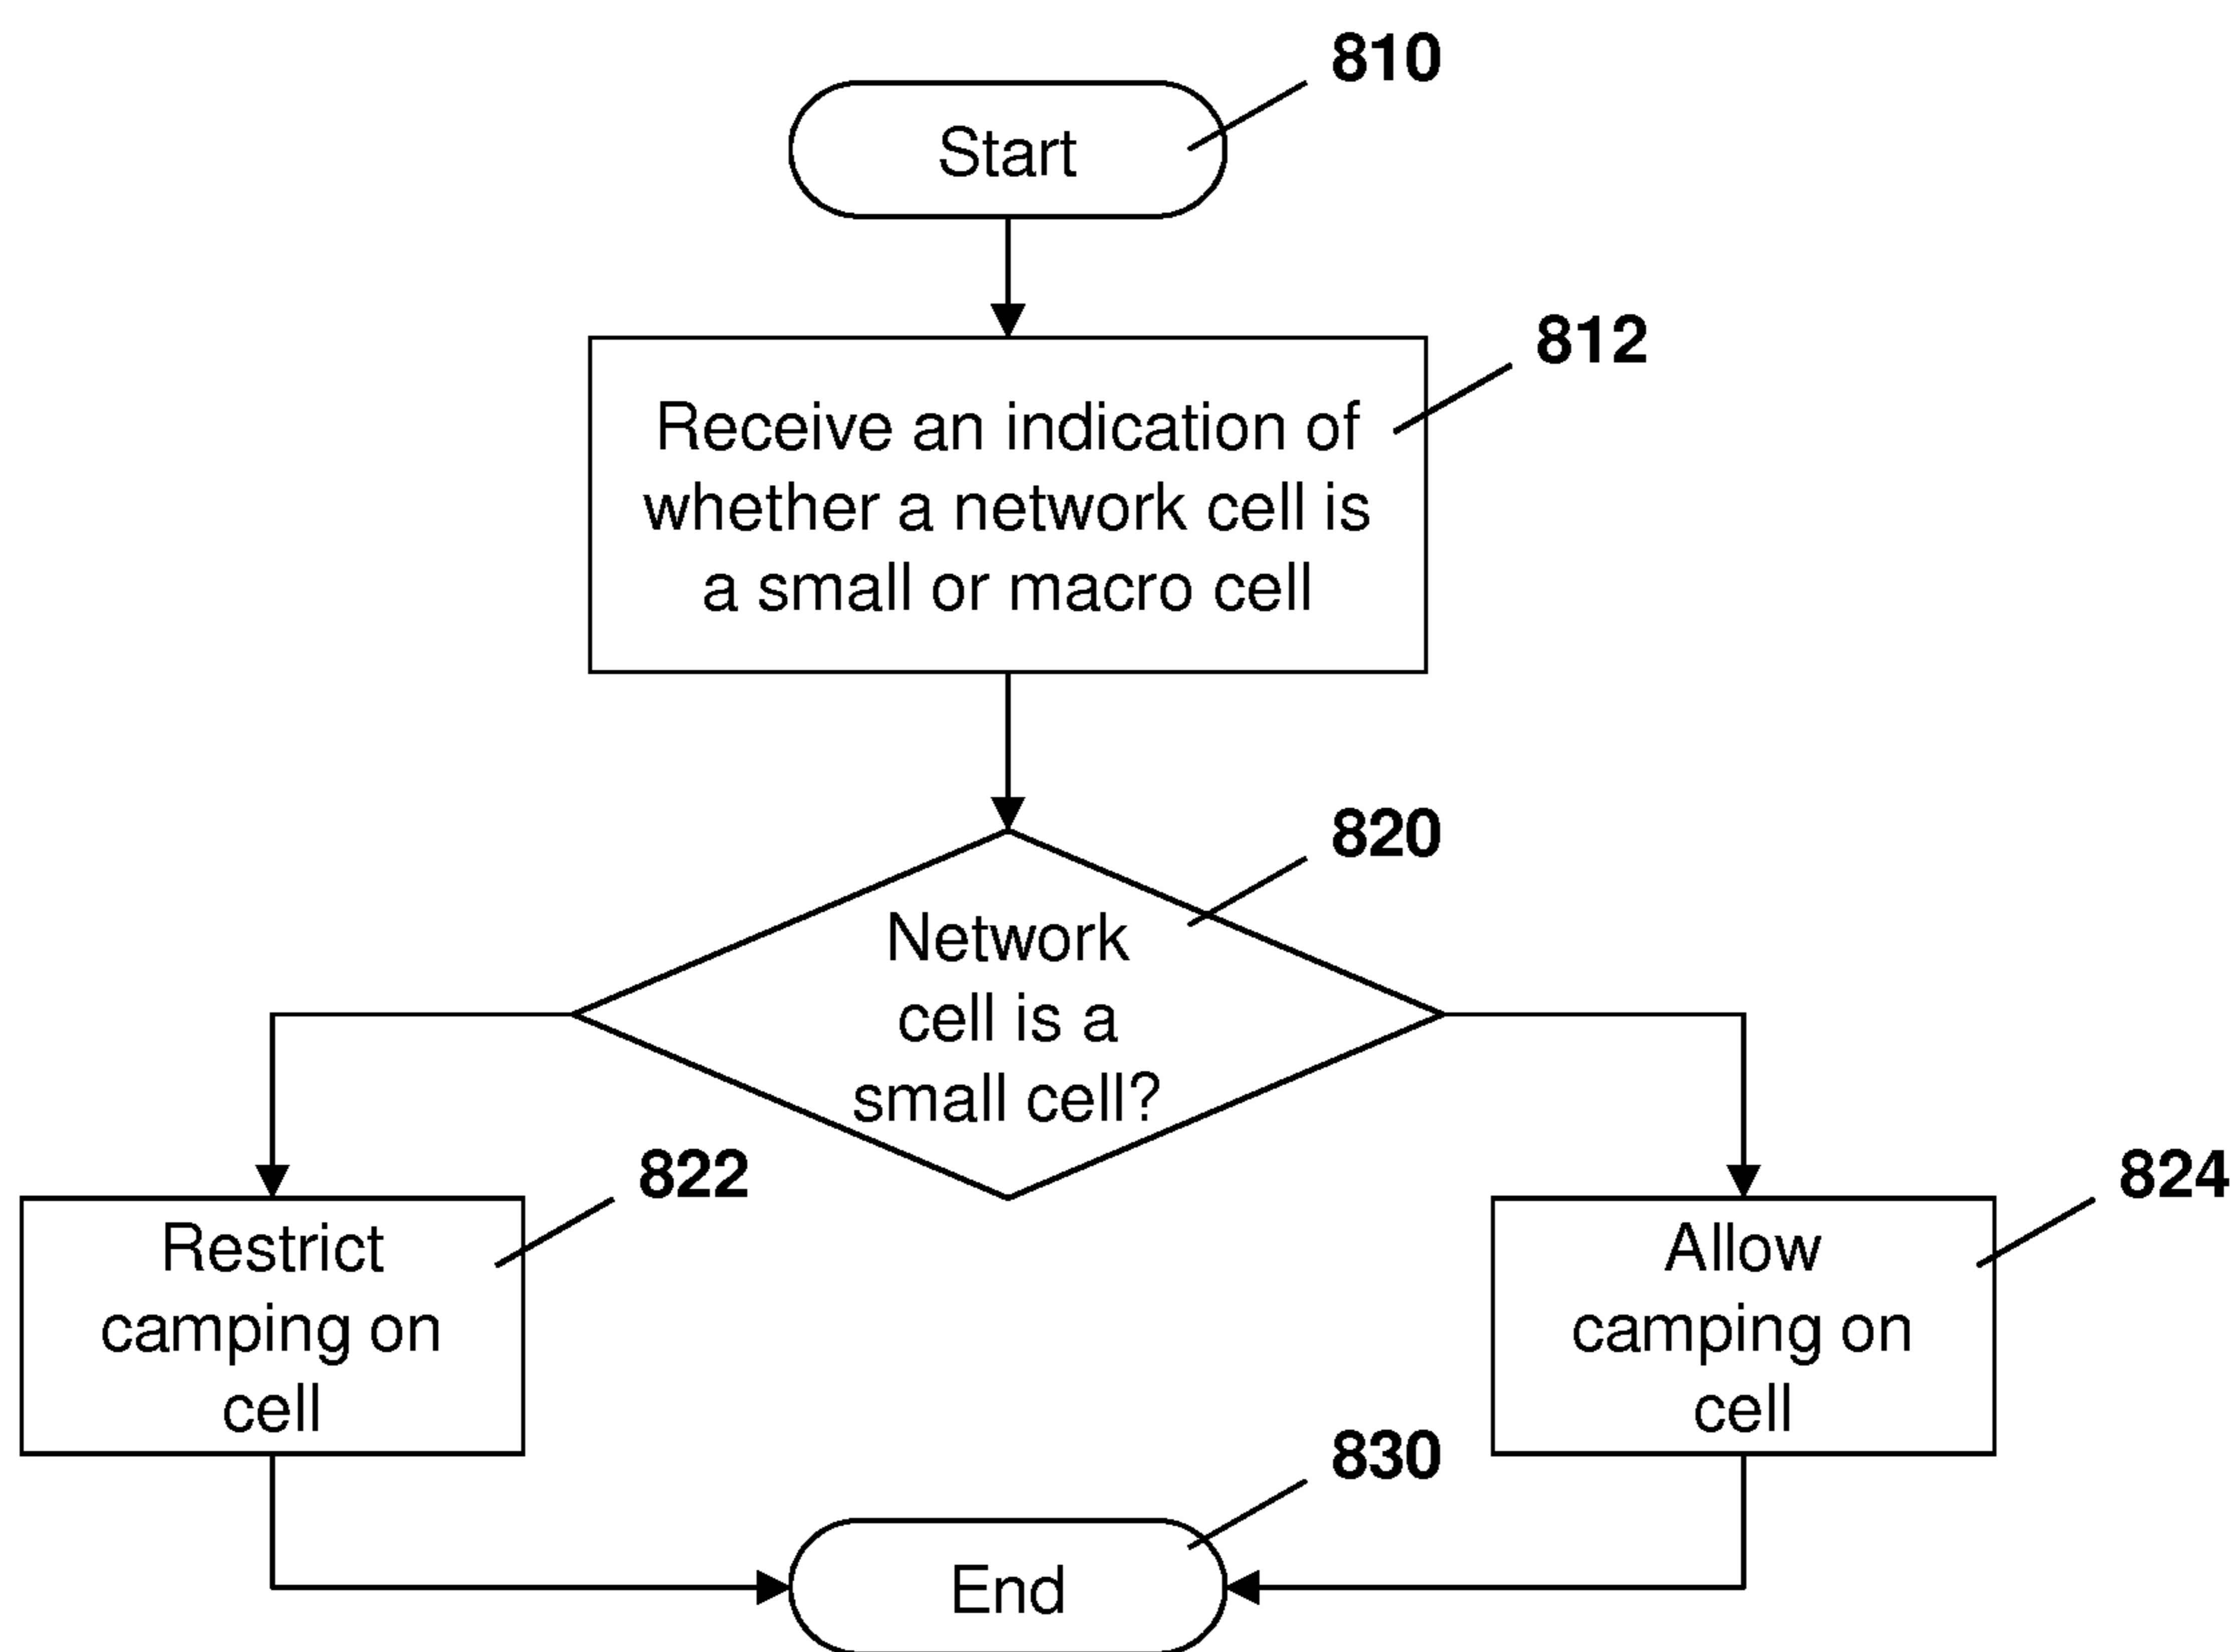 810
Start
812
Receive an indication of
whether a network cell is
a small or macro cell
820
Network
cell is a
small cell?
822
Restrict
camping on
cell
824
Allow
camping on
cell
830
End